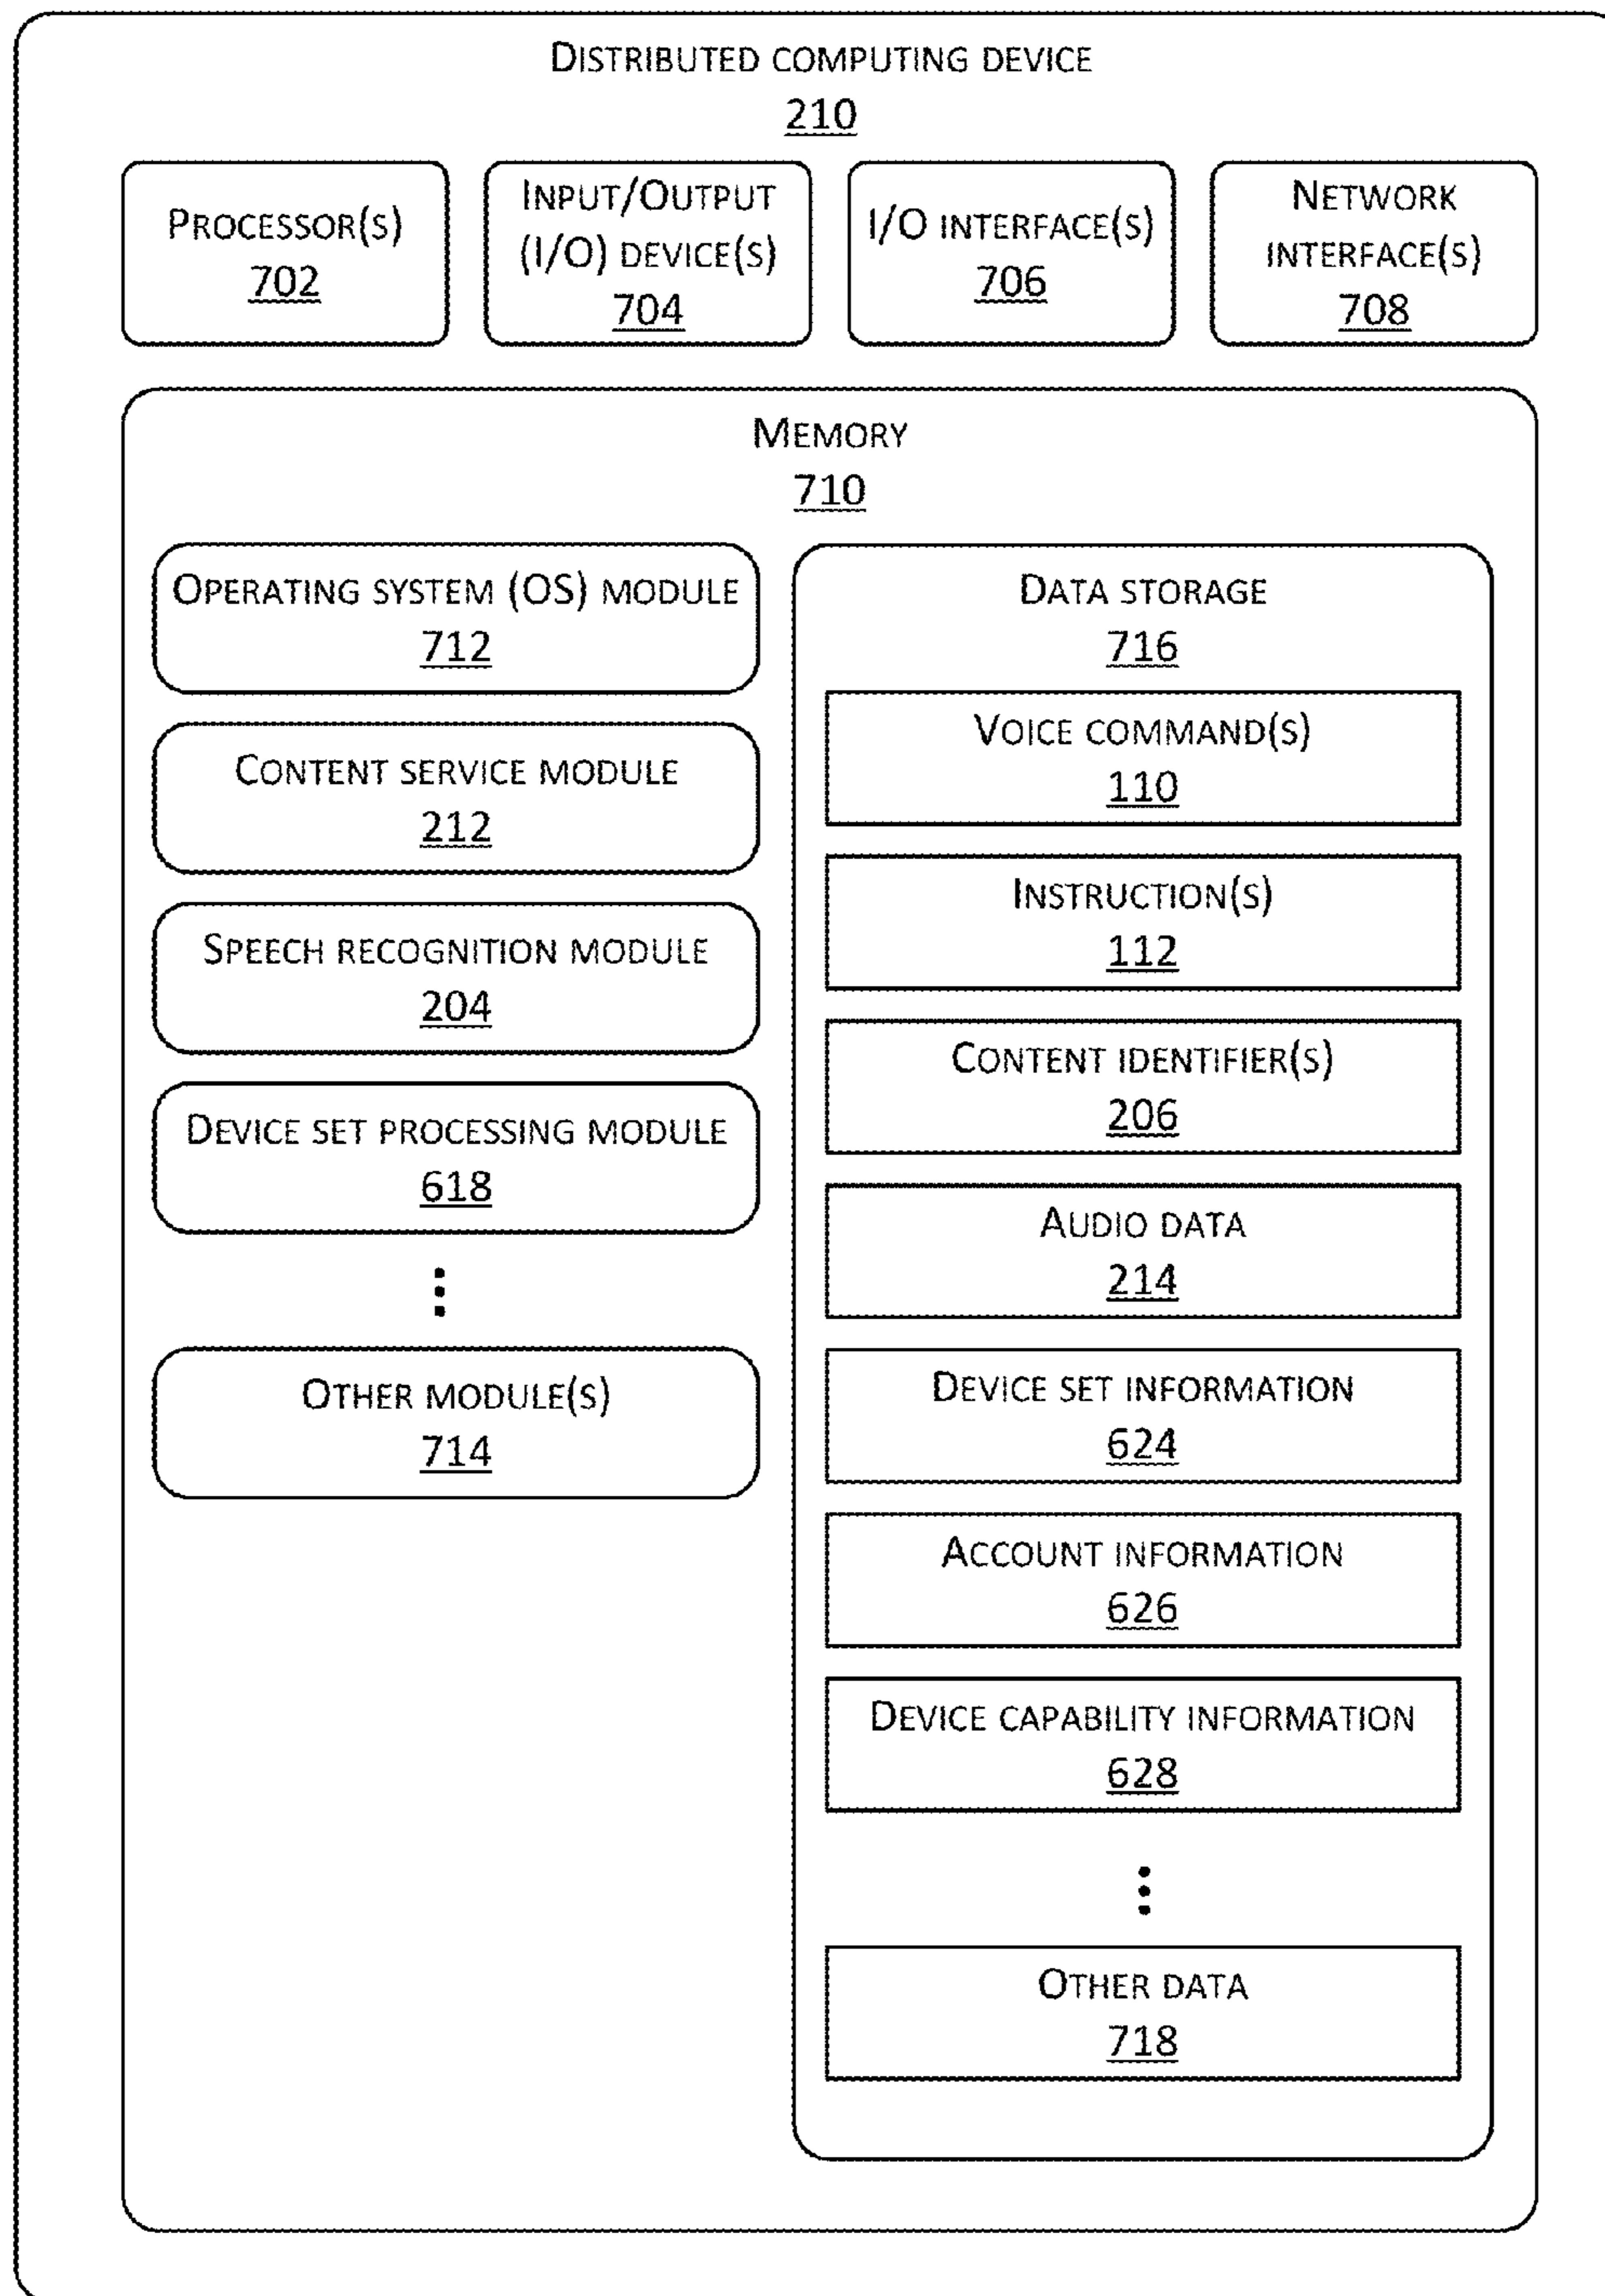 DISTRIBUTED COMPUTING DEVICE
210
PROCESSOR(S)
702
INPUT/OUTPUT
(I/O) DEVICE(S)
704
I/O INTERFACE(S)
706
NETWORK
INTERFACE(S)
708
MEMORY
710
OPERATING SYSTEM (OS) MODULE
712
CONTENT SERVICE MODULE
212
SPEECH RECOGNITION MODULE
204
DEVICE SET PROCESSING MODULE
618
OTHER MODULE(S)
714
DATA STORAGE
716
VOICE COMMAND(S)
110
INSTRUCTION(S)
112
CONTENT IDENTIFIER(S)
206
AUDIO DATA
214
DEVICE SET INFORMATION
624
ACCOUNT INFORMATION
626
DEVICE CAPABILITY INFORMATION
628
OTHER DATA
718